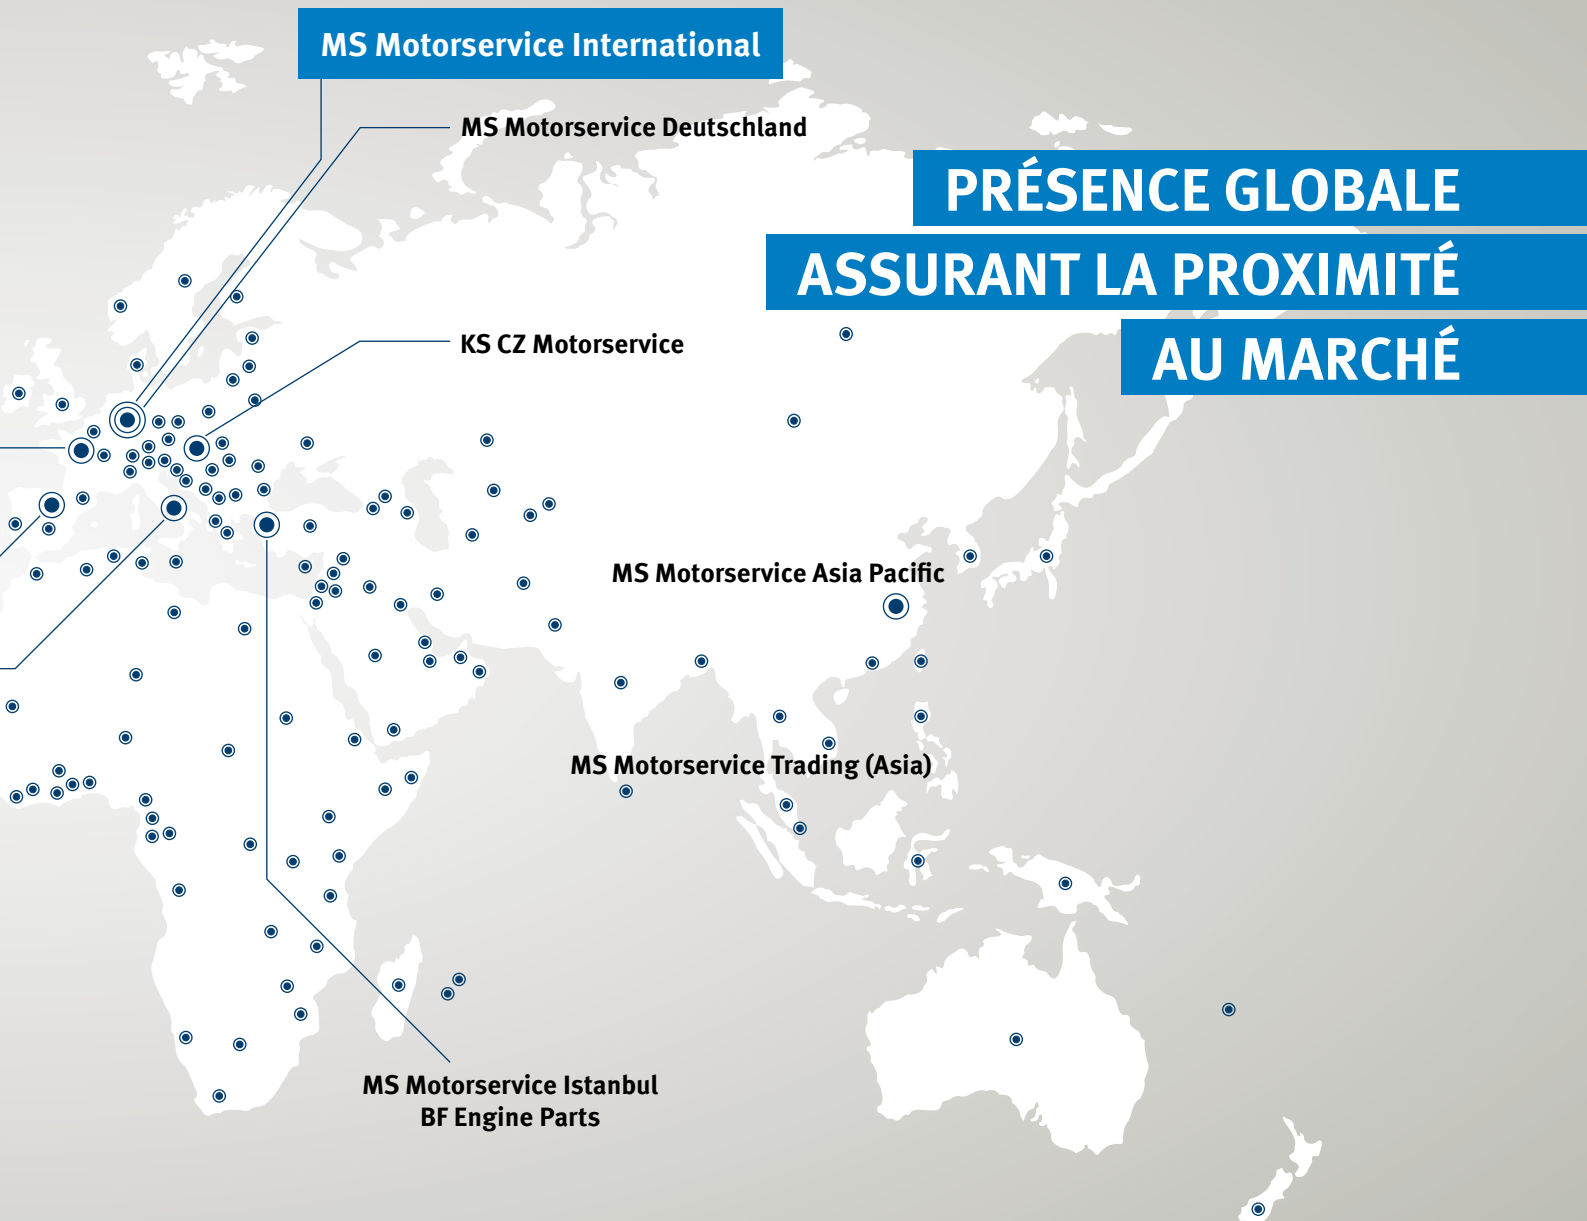 MS Motorservice International
MS Motorservice Deutschland
PRÉSENCE GLOBALE
ASSURANT LA PROXIMITÉ
AU MARCHÉ
KS CZ Motorservice
MS Motorservice Asia Pacific
MS Motorservice Trading (Asia)
MS Motorservice Istanbul
BF Engine Parts